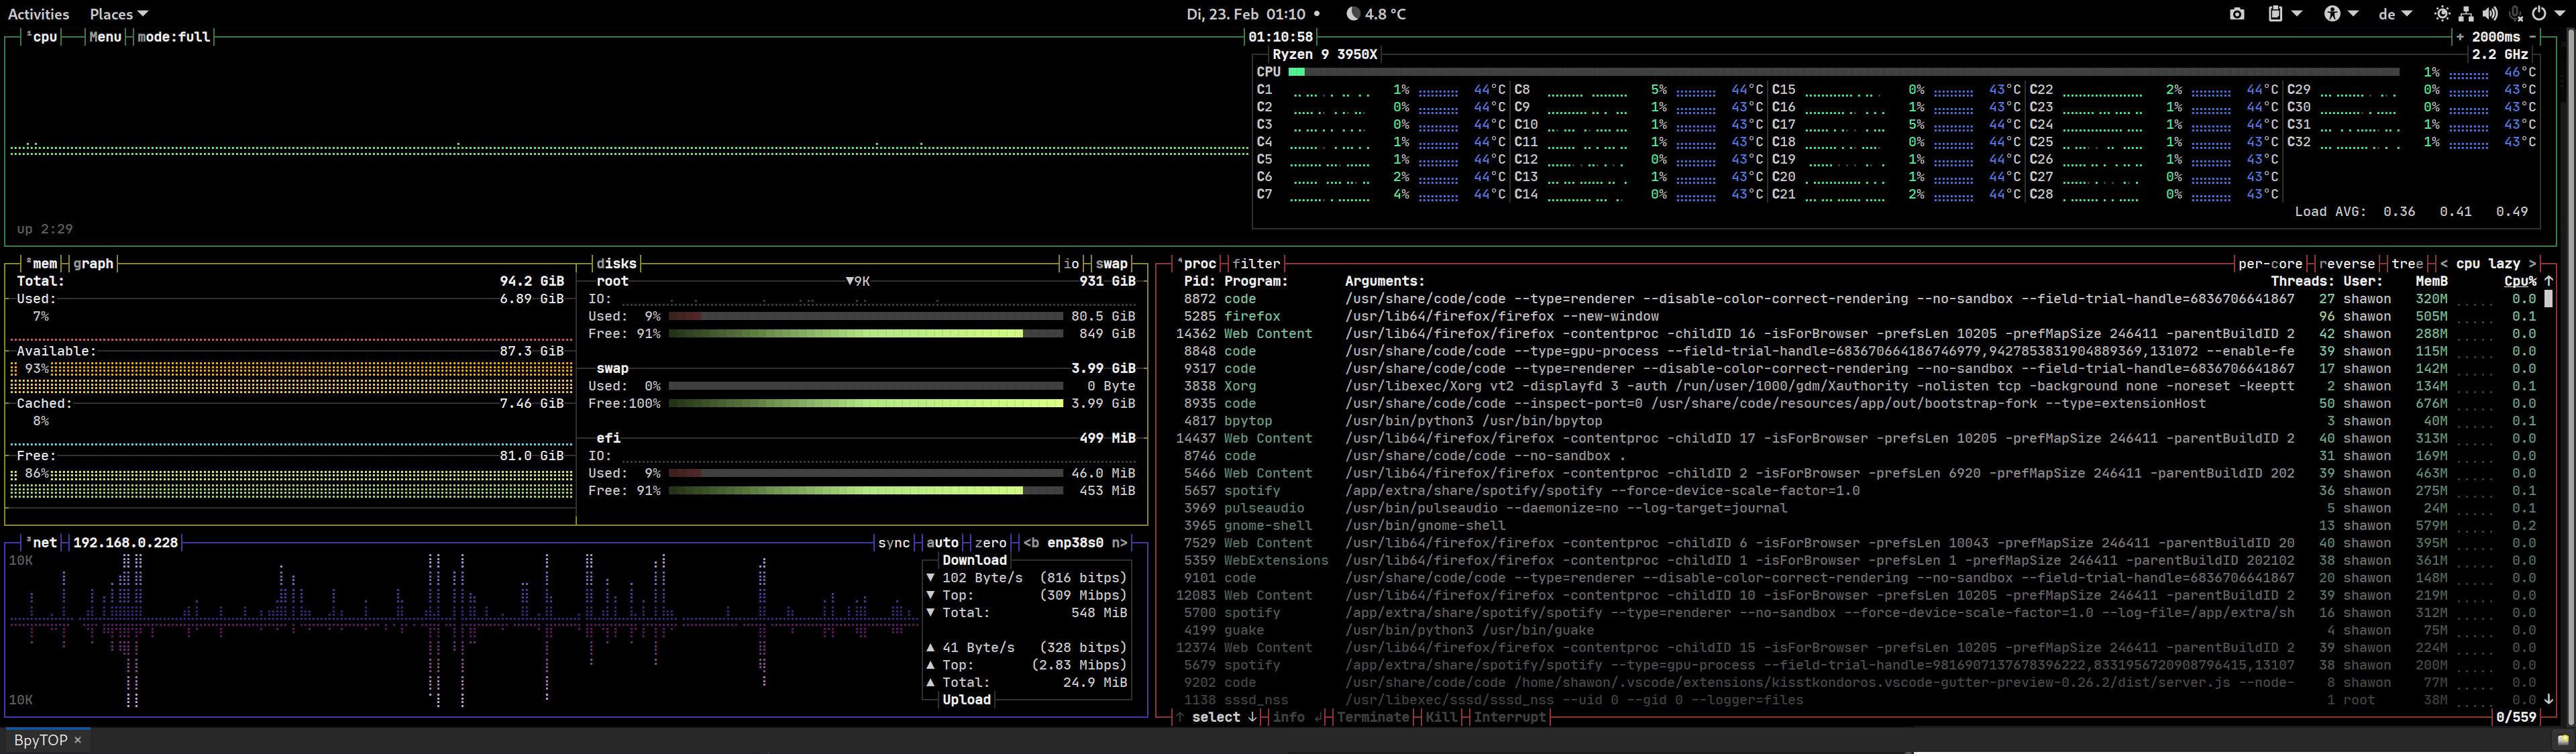 Activities Places Di, 23. Feb 01:10 4.8 °C de
¹cpu Menu mode:full 01:10:58 + 2000ms -
Ryzen 9 3950X 2.2 GHz
CPU 1% 46°C
C1 1% 44°C C8 5% 44°C C15 0% 43°C C22 2% 44°C C29 0% 43°C
C2 0% 44°C C9 1% 43°C C16 1% 44°C C23 1% 44°C C30 0% 43°C
C3 0% 44°C C10 1% 43°C C17 5% 44°C C24 1% 44°C C31 1% 43°C
C4 1% 44°C C11 1% 43°C C18 0% 44°C C25 1% 43°C C32 1% 43°C
C5 1% 44°C C12 0% 43°C C19 1% 44°C C26 1% 43°C
C6 2% 44°C C13 1% 43°C C20 1% 44°C C27 0% 43°C
C7 4% 44°C C14 0% 43°C C21 2% 44°C C28 0% 43°C
Load AVG: 0.36 0.41 0.49
up 2:29
²mem graph
Total: 94.2 GiB
Used: 6.89 GiB
7%
Available: 87.3 GiB
93%
Cached: 7.46 GiB
8%
Free: 81.0 GiB
86%
disks io swap
root ▼9K 931 GiB
IO:
Used: 9% 80.5 GiB
Free: 91% 849 GiB
swap 3.99 GiB
Used: 0% 0 Byte
Free:100% 3.99 GiB
efi 499 MiB
IO:
Used: 9% 46.0 MiB
Free: 91% 453 MiB
³net 192.168.0.228 sync auto zero <b enp38s0 n>
10K
10K
Download
▼ 102 Byte/s (816 bitps)
▼ Top: (309 Mibps)
▼ Total: 548 MiB
▲ 41 Byte/s (328 bitps)
▲ Top: (2.83 Mibps)
▲ Total: 24.9 MiB
Upload
⁴proc filter per-core reverse tree < cpu lazy >
Pid: Program: Arguments: Threads: User: MemB Cpu% ↑
8872 code /usr/share/code/code --type=renderer --disable-color-correct-rendering --no-sandbox --field-trial-handle=6836706641867 27 shawon 320M 0.0
5285 firefox /usr/lib64/firefox/firefox --new-window 96 shawon 505M 0.1
14362 Web Content /usr/lib64/firefox/firefox -contentproc -childID 16 -isForBrowser -prefsLen 10205 -prefMapSize 246411 -parentBuildID 2 42 shawon 288M 0.0
8848 code /usr/share/code/code --type=gpu-process --field-trial-handle=683670664186746979,9427853831904889369,131072 --enable-fe 39 shawon 115M 0.0
9317 code /usr/share/code/code --type=renderer --disable-color-correct-rendering --no-sandbox --field-trial-handle=6836706641867 17 shawon 142M 0.0
3838 Xorg /usr/libexec/Xorg vt2 -displayfd 3 -auth /run/user/1000/gdm/Xauthority -nolisten tcp -background none -noreset -keeptt 2 shawon 134M 0.1
8935 code /usr/share/code/code --inspect-port=0 /usr/share/code/resources/app/out/bootstrap-fork --type=extensionHost 50 shawon 676M 0.0
4817 bpytop /usr/bin/python3 /usr/bin/bpytop 3 shawon 40M 0.1
14437 Web Content /usr/lib64/firefox/firefox -contentproc -childID 17 -isForBrowser -prefsLen 10205 -prefMapSize 246411 -parentBuildID 2 40 shawon 313M 0.0
8746 code /usr/share/code/code --no-sandbox . 31 shawon 169M 0.0
5466 Web Content /usr/lib64/firefox/firefox -contentproc -childID 2 -isForBrowser -prefsLen 6920 -prefMapSize 246411 -parentBuildID 202 39 shawon 463M 0.0
5657 spotify /app/extra/share/spotify/spotify --force-device-scale-factor=1.0 36 shawon 275M 0.1
3969 pulseaudio /usr/bin/pulseaudio --daemonize=no --log-target=journal 5 shawon 24M 0.1
3965 gnome-shell /usr/bin/gnome-shell 13 shawon 579M 0.2
7529 Web Content /usr/lib64/firefox/firefox -contentproc -childID 6 -isForBrowser -prefsLen 10043 -prefMapSize 246411 -parentBuildID 20 40 shawon 395M 0.0
5359 WebExtensions /usr/lib64/firefox/firefox -contentproc -childID 1 -isForBrowser -prefsLen 1 -prefMapSize 246411 -parentBuildID 202102 38 shawon 361M 0.0
9101 code /usr/share/code/code --type=renderer --disable-color-correct-rendering --no-sandbox --field-trial-handle=6836706641867 20 shawon 148M 0.0
12083 Web Content /usr/lib64/firefox/firefox -contentproc -childID 10 -isForBrowser -prefsLen 10205 -prefMapSize 246411 -parentBuildID 2 39 shawon 219M 0.0
5700 spotify /app/extra/share/spotify/spotify --type=renderer --no-sandbox --force-device-scale-factor=1.0 --log-file=/app/extra/sh 16 shawon 312M 0.0
4199 guake /usr/bin/python3 /usr/bin/guake 4 shawon 75M 0.0
12374 Web Content /usr/lib64/firefox/firefox -contentproc -childID 15 -isForBrowser -prefsLen 10205 -prefMapSize 246411 -parentBuildID 2 39 shawon 224M 0.0
5679 spotify /app/extra/share/spotify/spotify --type=gpu-process --field-trial-handle=9816907137678396222,8331956720908796415,13107 38 shawon 200M 0.0
9202 code /usr/share/code/code /home/shawon/.vscode/extensions/kisstkondoros.vscode-gutter-preview-0.26.2/dist/server.js --node- 8 shawon 77M 0.0
1138 sssd_nss /usr/libexec/sssd/sssd_nss --uid 0 --gid 0 --logger=files 1 root 38M 0.0 ↓
↑ select ↓ info ↲ Terminate Kill Interrupt 0/559
BpyTOP ×